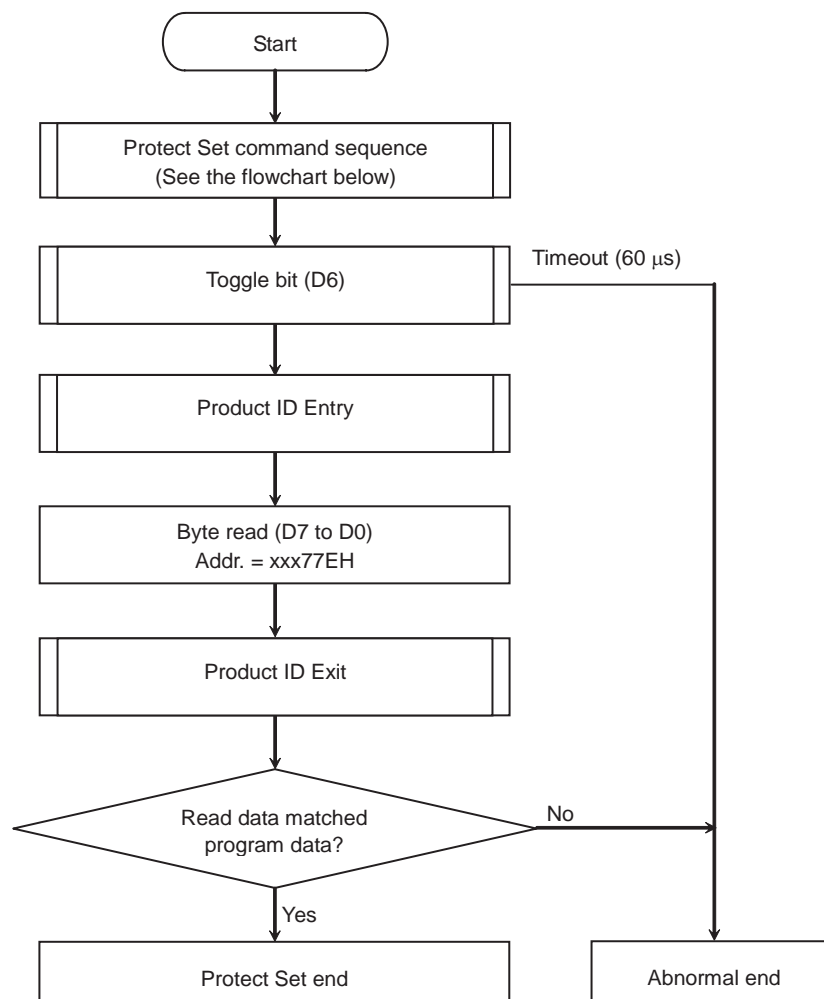 Start
Protect Set command sequence
(See the flowchart below)
Timeout (60 μs)
Toggle bit (D6)
Product ID Entry
Byte read (D7 to D0)
Addr. = xxx77EH
Product ID Exit
No
Read data matched
program data?
Yes
Protect Set end
Abnormal end